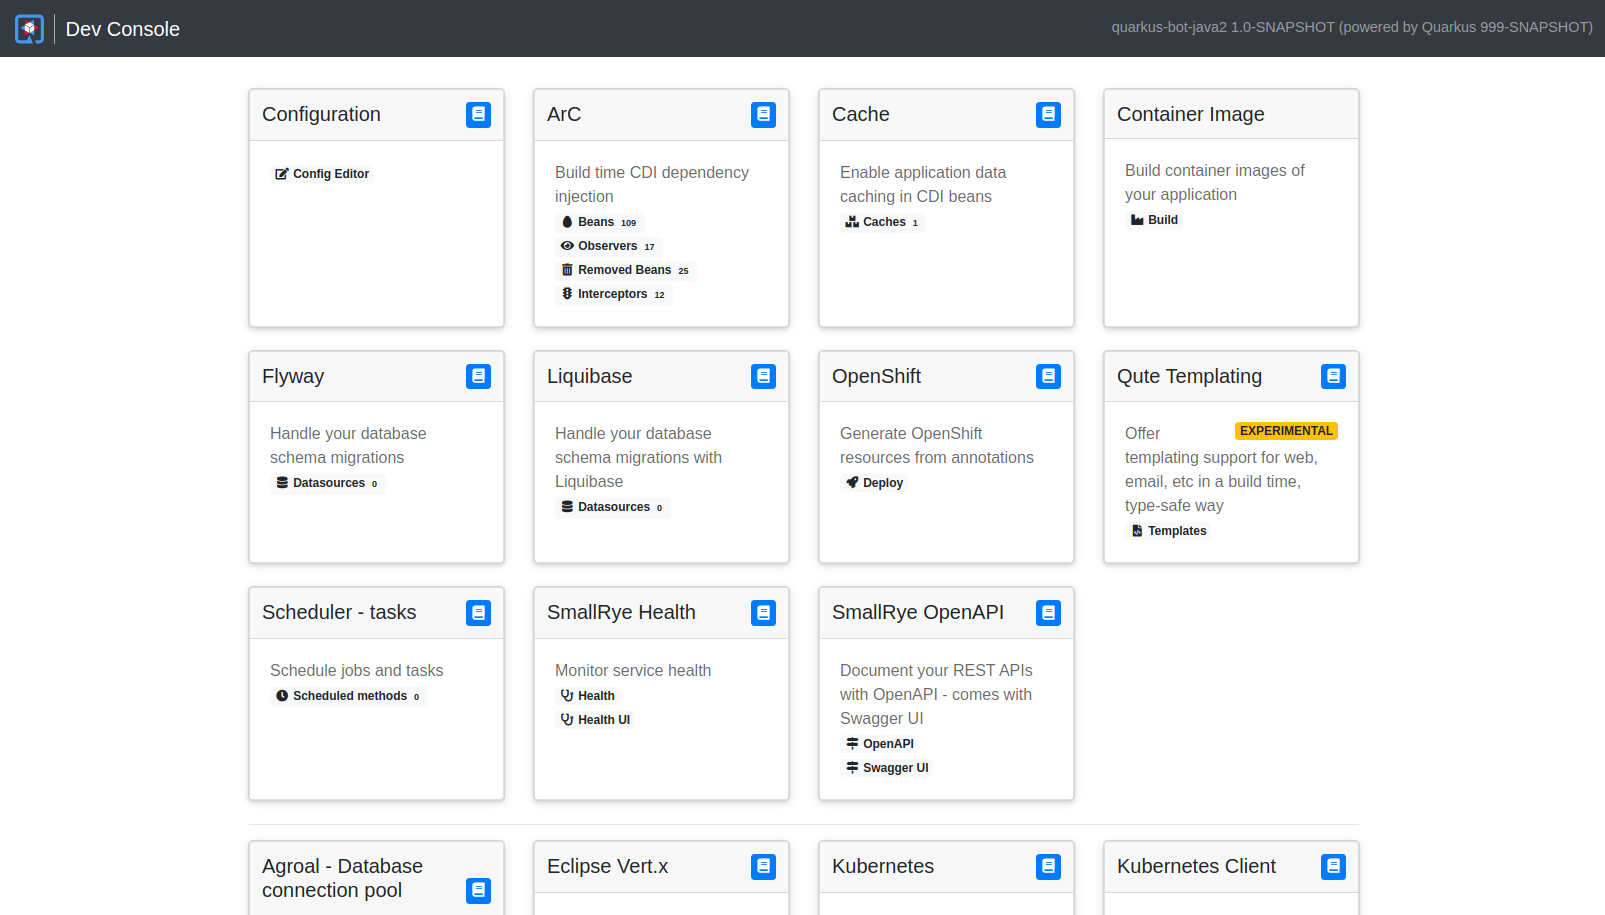 Dev Console
quarkus-bot-java2 1.0-SNAPSHOT (powered by Quarkus 999-SNAPSHOT)
Configuration
Config Editor
ArC
Build time CDI dependency
injection
Beans 109
Observers 17
Removed Beans 25
Interceptors 12
Cache
Enable application data
caching in CDI beans
Caches 1
Container Image
Build container images of
your application
Build
Flyway
Handle your database
schema migrations
Datasources 0
Liquibase
Handle your database
schema migrations with
Liquibase
Datasources 0
OpenShift
Generate OpenShift
resources from annotations
Deploy
Qute Templating
Offer EXPERIMENTAL
templating support for web,
email, etc in a build time,
type-safe way
Templates
Scheduler - tasks
Schedule jobs and tasks
Scheduled methods 0
SmallRye Health
Monitor service health
Health
Health UI
SmallRye OpenAPI
Document your REST APIs
with OpenAPI - comes with
Swagger UI
OpenAPI
Swagger UI
Agroal - Database
connection pool
Eclipse Vert.x
Kubernetes
Kubernetes Client